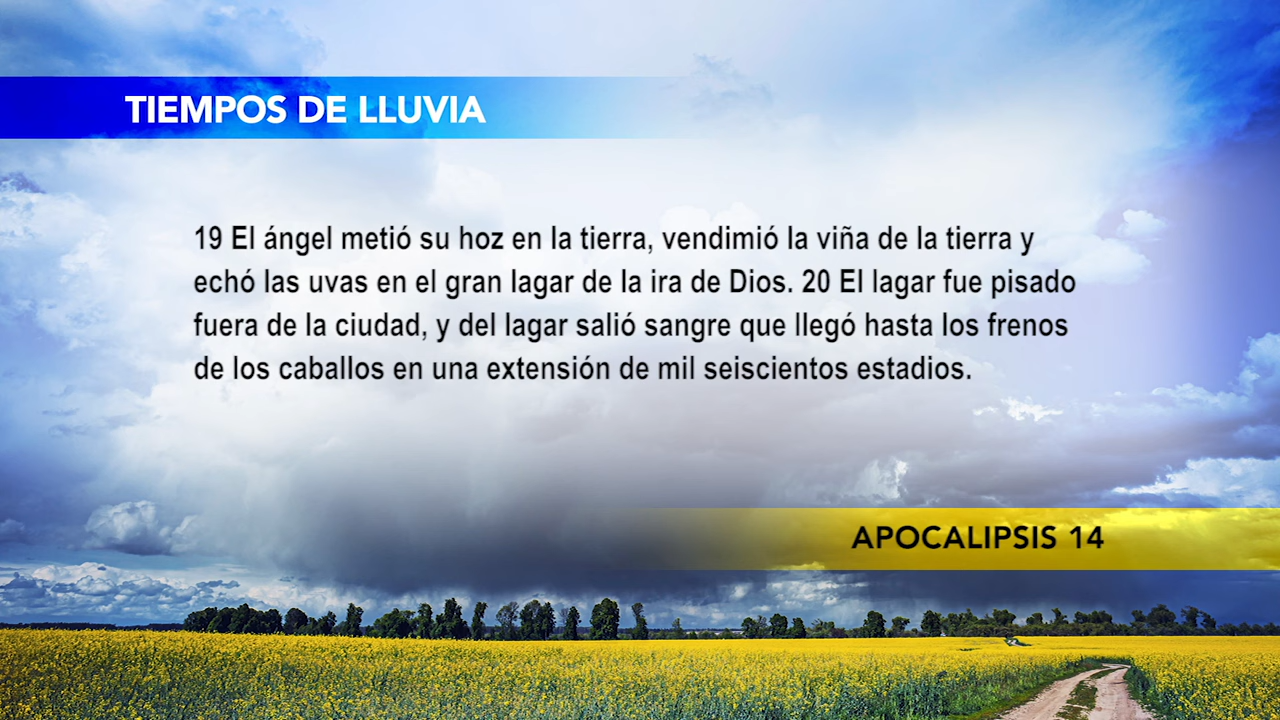 TIEMPOS DE LLUVIA
19 El ángel metió su hoz en la tierra, vendimió la viña de la tierra y
echó las uvas en el gran lagar de la ira de Dios. 20 El lagar fue pisado
fuera de la ciudad, y del lagar salió sangre que llegó hasta los frenos
de los caballos en una extensión de mil seiscientos estadios.
APOCALIPSIS 14